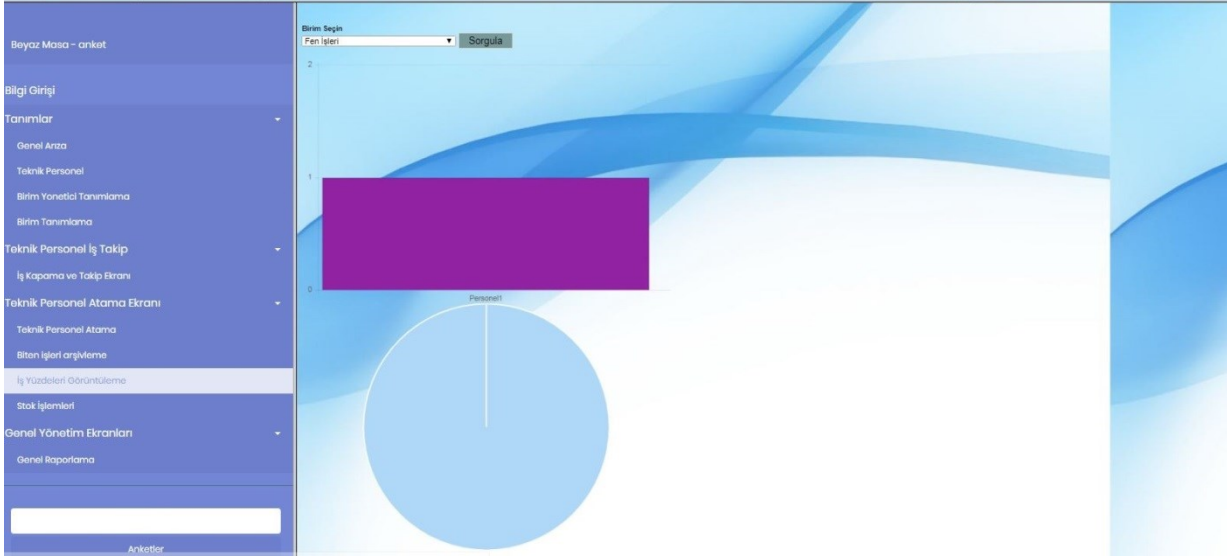 Beyaz Masa - anket
Bilgi Girişi
Tanımlar
Genel Arıza
Teknik Personel
Birim Yonetici Tanımlama
Birim Tanımlama
Teknik Personel İş Takip
İş Kapama ve Takip Ekranı
Teknik Personel Atama Ekranı
Teknik Personel Atama
Biten işleri arşivleme
İş Yüzdeleri Görüntüleme
Stok İşlemleri
Genel Yönetim Ekranları
Genel Raporlama
Anketler
Birim Seçin
Fen İşleri
Sorgula
2
1
0
Personel1